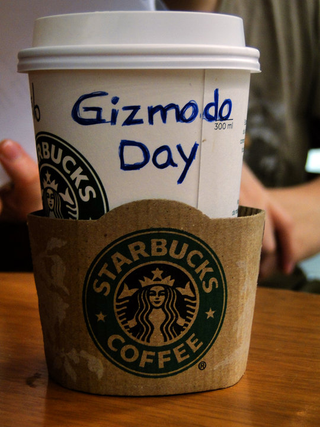 Gizmodo
300 ml
Day
STARBUCKS
COFFEE
®